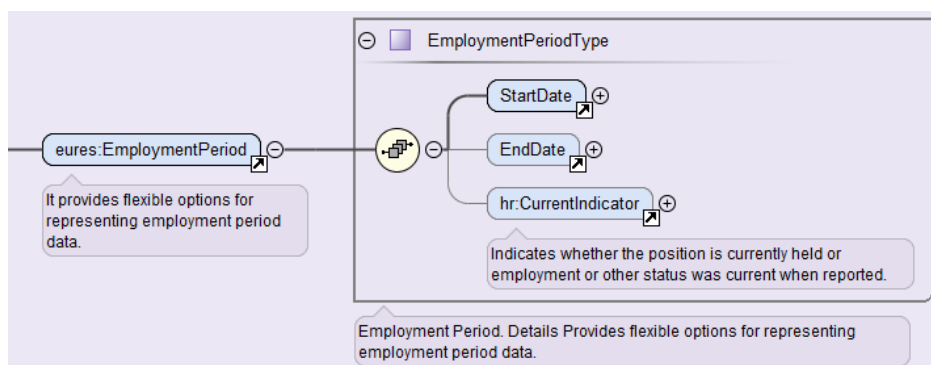 EmploymentPeriodType
StartDate
eures:EmploymentPeriod
EndDate
It provides flexible options for
representing employment period
data.
hr:CurrentIndicator
Indicates whether the position is currently held or
employment or other status was current when reported.
Employment Period. Details Provides flexible options for representing
employment period data.